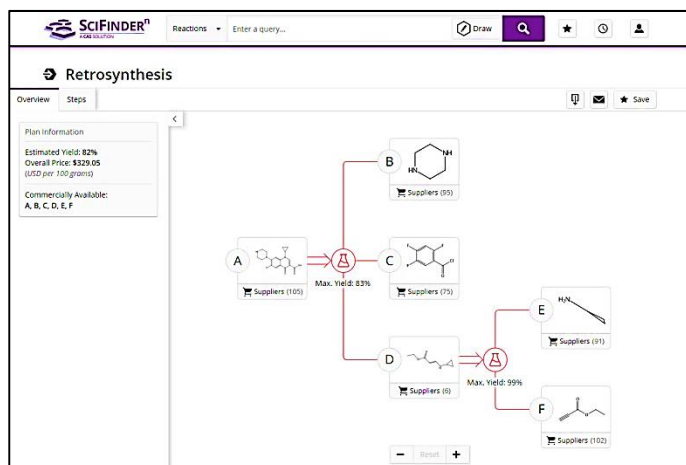 SCIFINDERⁿ
A CAS SOLUTION
Reactions
Enter a query...
Draw
Retrosynthesis
Overview
Steps
Save
Plan Information
Estimated Yield: 82%
Overall Price: $329.05
(USD per 100 grams)
Commercially Available:
A, B, C, D, E, F
B
HN
NH
Suppliers (95)
A
Suppliers (105)
Max. Yield: 83%
C
Suppliers (75)
D
Suppliers (6)
Max. Yield: 99%
E
H₂N
Suppliers (91)
F
Suppliers (102)
Reset